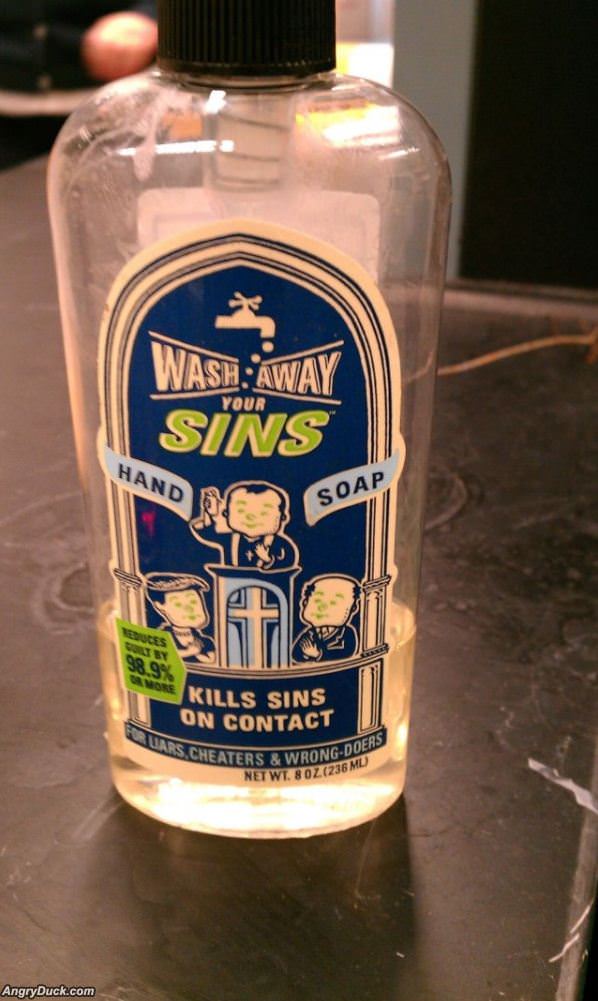 WASH AWAY
YOUR
SINS™
HAND SOAP
REDUCES
GUILT BY
98.9%
OR MORE
KILLS SINS
ON CONTACT
FOR LIARS, CHEATERS & WRONG-DOERS
NET WT. 8 OZ. (236 ML)
AngryDuck.com